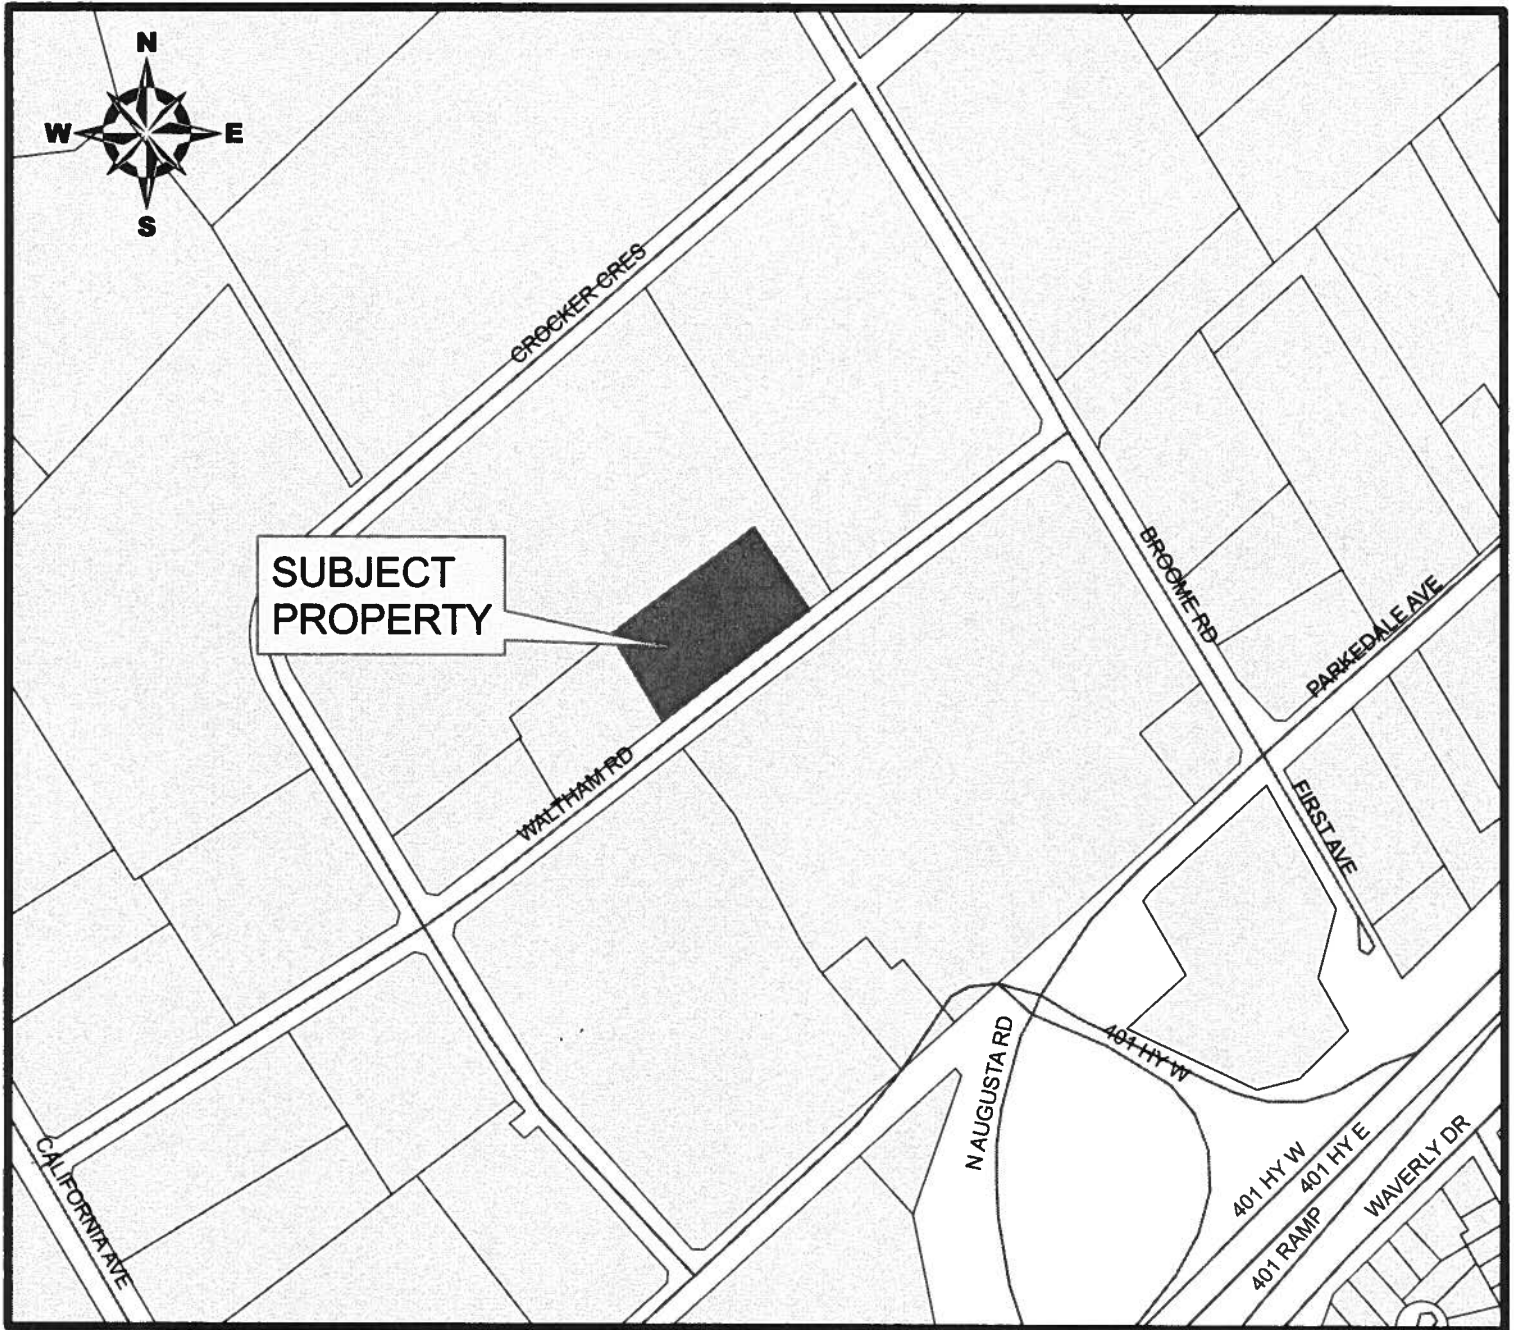 N
W
E
S
CROCKER CRES
SUBJECT
PROPERTY
BROOME RD
PARKEDALE AVE
WALTHAM RD
FIRST AVE
N AUGUSTA RD
401 HY W
CALIFORNIA AVE
401 HY W
401 HY E
WAVERLY DR
401 RAMP